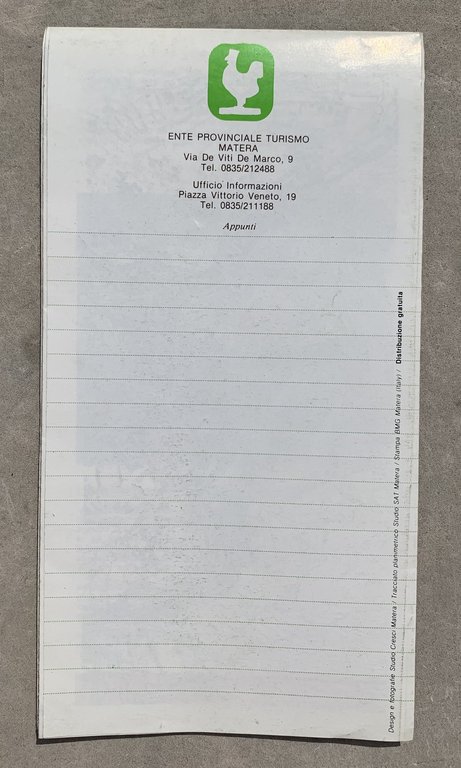 ENTE PROVINCIALE TURISMO
MATERA
Via De Viti De Marco, 9
Tel. 0835/212488
Ufficio Informazioni
Piazza Vittorio Veneto, 19
Tel. 0835/211188
Appunti
Design e fotografie Studio Cresci Matera / Tracciato planimetrico Studio SAT Matera / Stampa BMG Matera (Italy) / Distribuzione gratuita